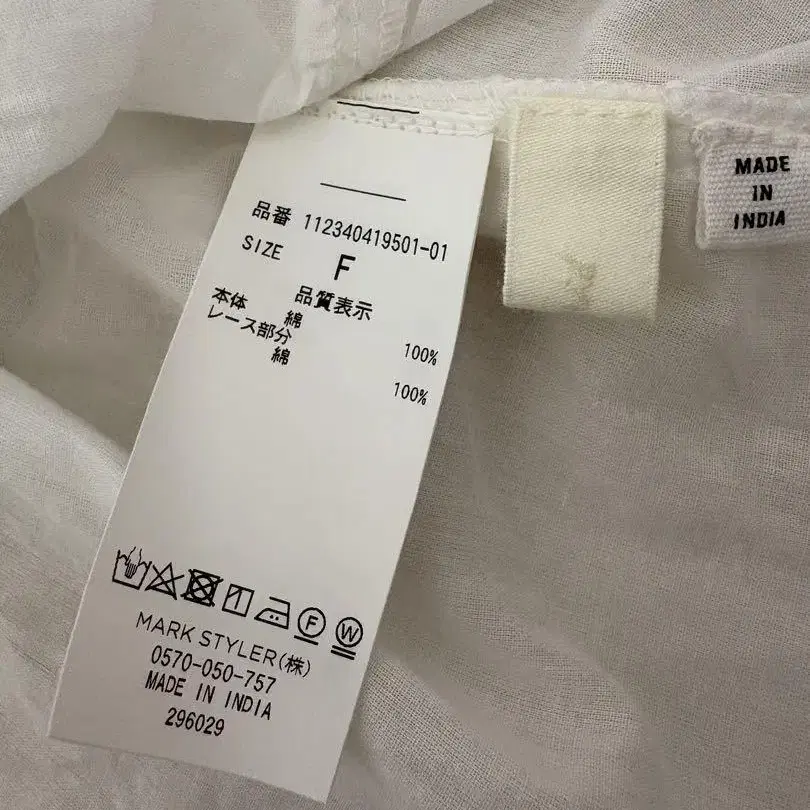 品番 112340419501-01
SIZE F
品質表示
本体
綿 100%
レース部分
綿 100%
F W
MARK STYLER(株)
0570-050-757
MADE IN INDIA
296029
MADE
IN
INDIA